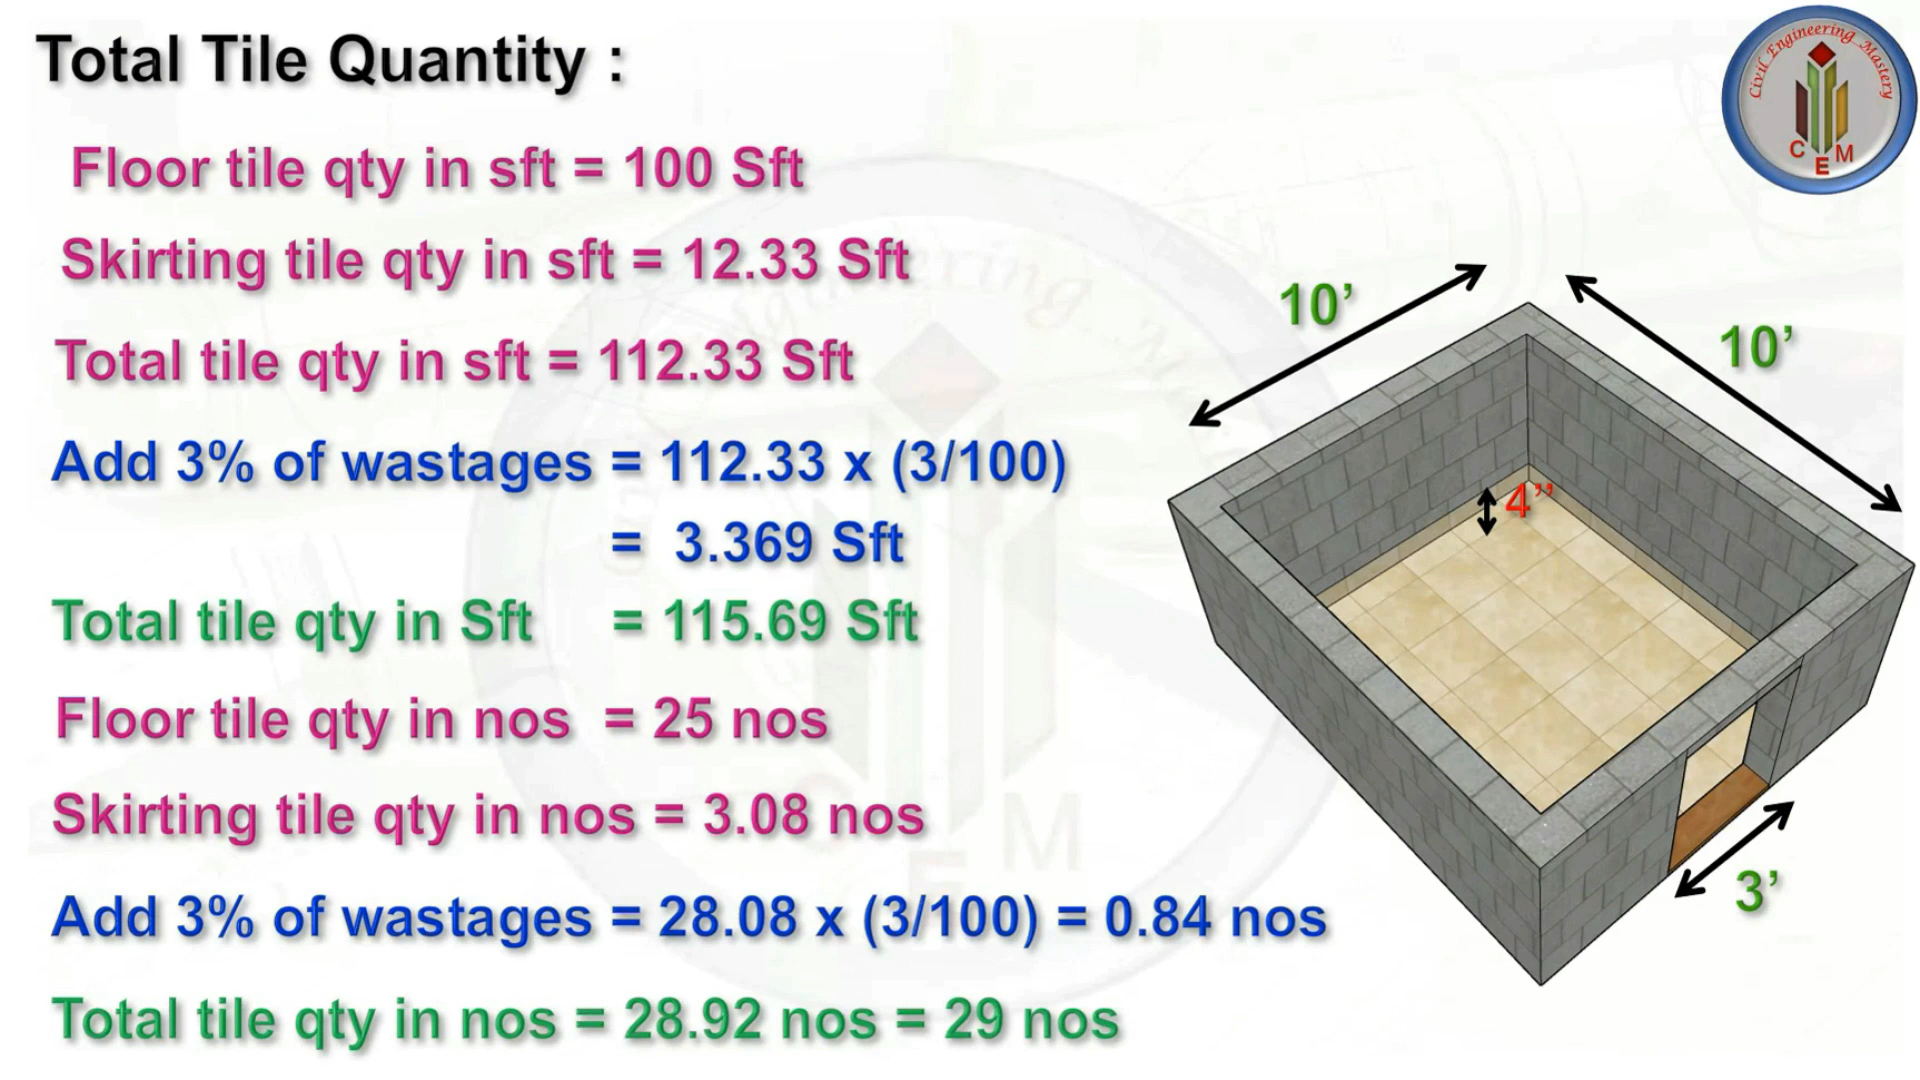 Total Tile Quantity :
Civil Engineering Mastery
C E M
Floor tile qty in sft = 100 Sft
Skirting tile qty in sft = 12.33 Sft
Total tile qty in sft = 112.33 Sft
10’
10’
Add 3% of wastages = 112.33 x (3/100)
4”
= 3.369 Sft
Total tile qty in Sft = 115.69 Sft
Floor tile qty in nos = 25 nos
Skirting tile qty in nos = 3.08 nos
3’
Add 3% of wastages = 28.08 x (3/100) = 0.84 nos
Total tile qty in nos = 28.92 nos = 29 nos